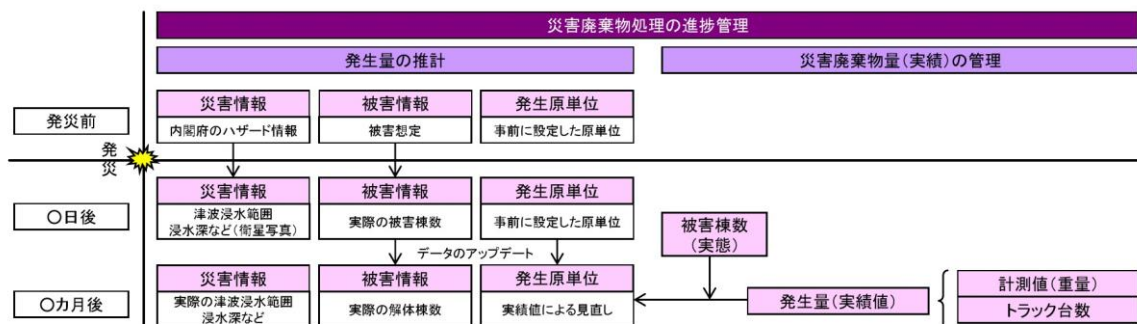 災害廃棄物処理の進捗管理
発生量の推計
災害廃棄物量(実績)の管理
発災前
災害情報
内閣府のハザード情報
被害情報
被害想定
発生原単位
事前に設定した原単位
発災
〇日後
災害情報
津波浸水範囲
浸水深など(衛星写真)
被害情報
実際の被害棟数
発生原単位
事前に設定した原単位
被害棟数
(実態)
データのアップデート
〇カ月後
災害情報
実際の津波浸水範囲
浸水深など
被害情報
実際の解体棟数
発生原単位
実績値による見直し
発生量(実績値)
計測値(重量)
トラック台数